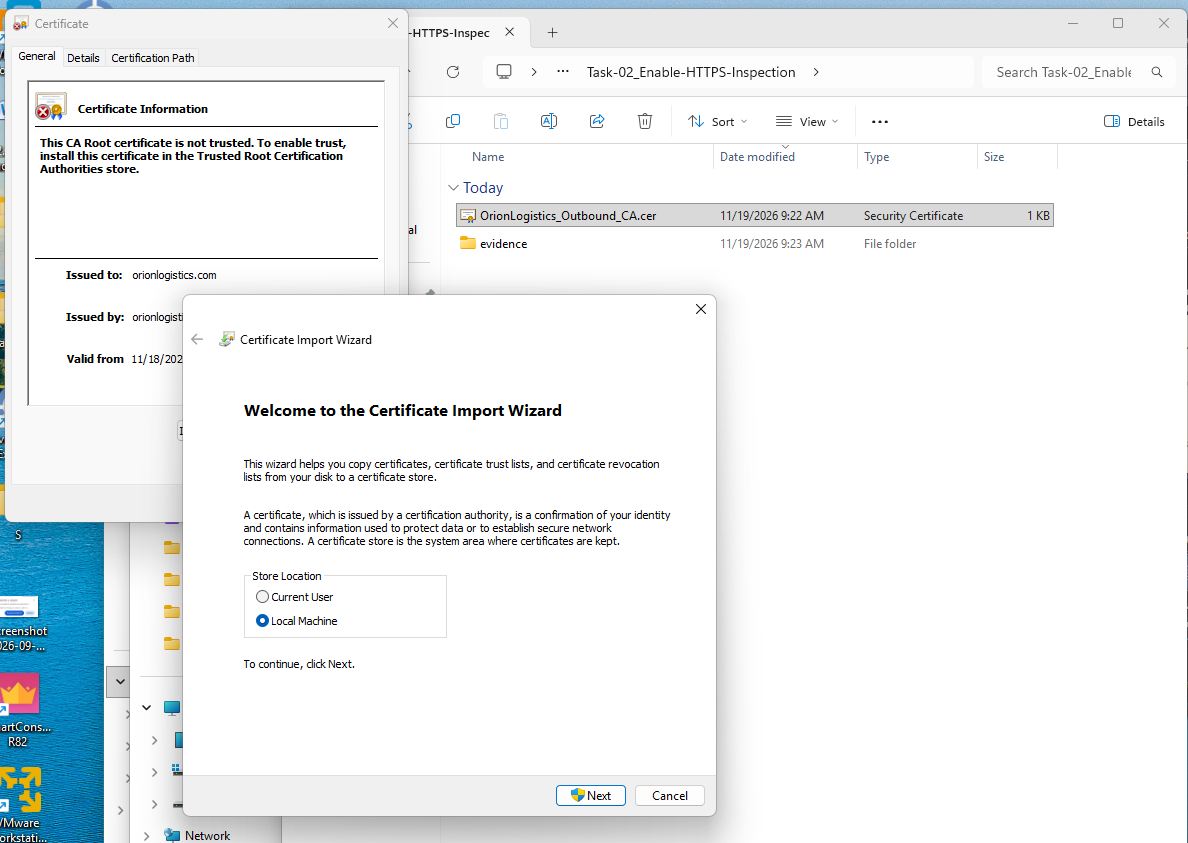 Certificate
General
Details
Certification Path
Certificate Information
This CA Root certificate is not trusted. To enable trust,
install this certificate in the Trusted Root Certification
Authorities store.
Issued to: orionlogistics.com
Issued by:
Valid from
-HTTPS-Inspec
Task-02_Enable-HTTPS-Inspection
Search Task-02_Enable
Sort
View
Details
Name
Date modified
Type
Size
Today
OrionLogistics_Outbound_CA.cer 11/19/2026 9:22 AM Security Certificate 1 KB
evidence 11/19/2026 9:23 AM File folder
Certificate Import Wizard
Welcome to the Certificate Import Wizard
This wizard helps you copy certificates, certificate trust lists, and certificate revocation
lists from your disk to a certificate store.
A certificate, which is issued by a certification authority, is a confirmation of your identity
and contains information used to protect data or to establish secure network
connections. A certificate store is the system area where certificates are kept.
Store Location
Current User
Local Machine
To continue, click Next.
Next
Cancel
S
reenshot
026-09-...
artCons...
R82
VMware
orkstati...
Network